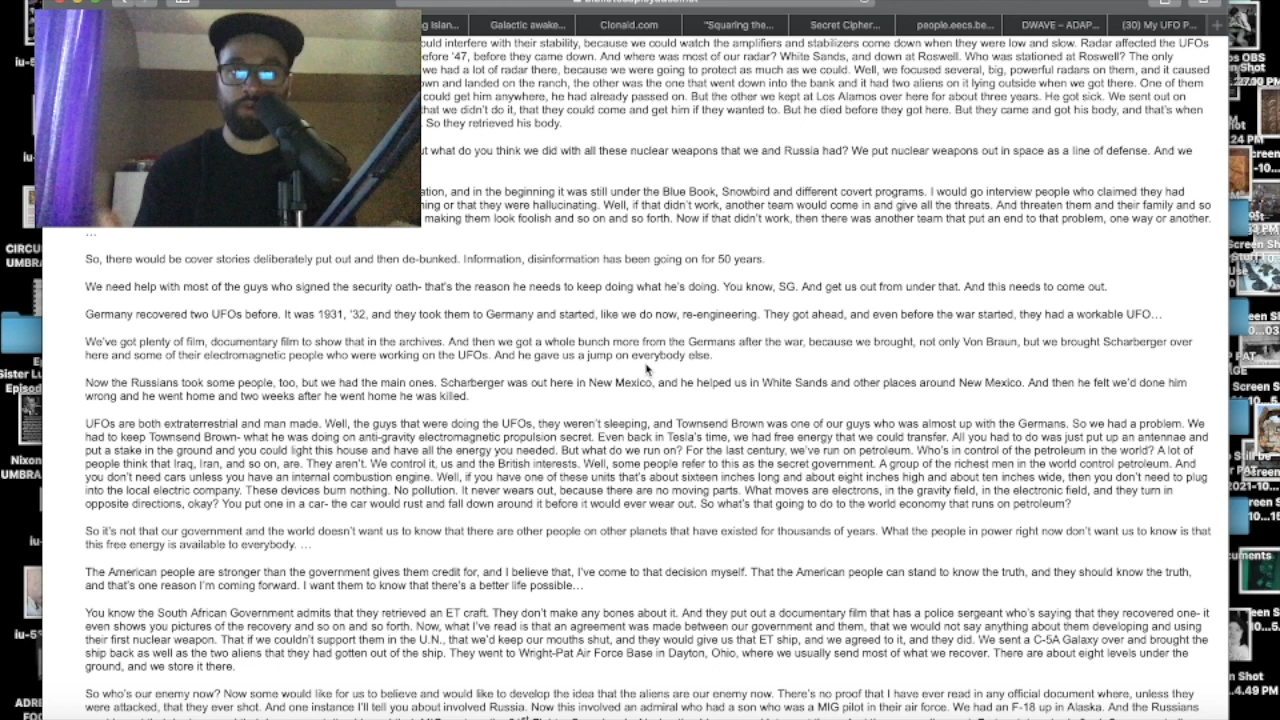 ng Islan...
Galactic awake...
Clonaid.com
"Squaring the...
Secret Cipher...
people.eecs.be...
DWAVE – ADAP...
(30) My UFO P...
could interfere with their stability, because we could watch the amplifiers and stabilizers come down when they were low and slow. Radar affected the UFOs
efore '47, before they came down. And where was most of our radar? White Sands, and down at Roswell. Who was stationed at Roswell? The only
we had a lot of radar there, because we were going to protect as much as we could. Well, we focused several, big, powerful radars on them, and it caused
own and landed on the ranch, the other was the one that went down into the bank and it had two aliens on it lying outside when we got there. One of them
could get him anywhere, he had already passed on. But the other we kept at Los Alamos over here for about three years. He got sick. We sent out on
that we didn't do it, that they could come and get him if they wanted to. But he died before they got here. But they came and got his body, and that's when
So they retrieved his body.
ut what do you think we did with all these nuclear weapons that we and Russia had? We put nuclear weapons out in space as a line of defense. And we
ation, and in the beginning it was still under the Blue Book, Snowbird and different covert programs. I would go interview people who claimed they had
hing or that they were hallucinating. Well, if that didn't work, another team would come in and give all the threats. And threaten them and their family and so
making them look foolish and so on and so forth. Now if that didn't work, then there was another team that put an end to that problem, one way or another.
...
So, there would be cover stories deliberately put out and then de-bunked. Information, disinformation has been going on for 50 years.
We need help with most of the guys who signed the security oath- that's the reason he needs to keep doing what he's doing. You know, SG. And get us out from under that. And this needs to come out.
Germany recovered two UFOs before. It was 1931, '32, and they took them to Germany and started, like we do now, re-engineering. They got ahead, and even before the war started, they had a workable UFO…
We've got plenty of film, documentary film to show that in the archives. And then we got a whole bunch more from the Germans after the war, because we brought, not only Von Braun, but we brought Scharberger over
here and some of their electromagnetic people who were working on the UFOs. And he gave us a jump on everybody else.
Now the Russians took some people, too, but we had the main ones. Scharberger was out here in New Mexico, and he helped us in White Sands and other places around New Mexico. And then he felt we'd done him
wrong and he went home and two weeks after he went home he was killed.
UFOs are both extraterrestrial and man made. Well, the guys that were doing the UFOs, they weren't sleeping, and Townsend Brown was one of our guys who was almost up with the Germans. So we had a problem. We
had to keep Townsend Brown- what he was doing on anti-gravity electromagnetic propulsion secret. Even back in Tesla's time, we had free energy that we could transfer. All you had to do was just put up an antennae and
put a stake in the ground and you could light this house and have all the energy you needed. But what do we run on? For the last century, we've run on petroleum. Who's in control of the petroleum in the world? A lot of
people think that Iraq, Iran, and so on, are. They aren't. We control it, us and the British interests. Well, some people refer to this as the secret government. A group of the richest men in the world control petroleum. And
you don't need cars unless you have an internal combustion engine. Well, if you have one of these units that's about sixteen inches long and about eight inches high and about ten inches wide, then you don't need to plug
into the local electric company. These devices burn nothing. No pollution. It never wears out, because there are no moving parts. What moves are electrons, in the gravity field, in the electronic field, and they turn in
opposite directions, okay? You put one in a car- the car would rust and fall down around it before it would ever wear out. So what's that going to do to the world economy that runs on petroleum?
So it's not that our government and the world doesn't want us to know that there are other people on other planets that have existed for thousands of years. What the people in power right now don't want us to know is that
this free energy is available to everybody. …
The American people are stronger than the government gives them credit for, and I believe that, I've come to that decision myself. That the American people can stand to know the truth, and they should know the truth,
and that's one reason I'm coming forward. I want them to know that there's a better life possible…
You know the South African Government admits that they retrieved an ET craft. They don't make any bones about it. And they put out a documentary film that has a police sergeant who's saying that they recovered one- it
even shows you pictures of the recovery and so on and so forth. Now, what I've read is that an agreement was made between our government and them, that we would not say anything about them developing and using
their first nuclear weapon. That if we couldn't support them in the U.N., that we'd keep our mouths shut, and they would give us that ET ship, and we agreed to it, and they did. We sent a C-5A Galaxy over and brought the
ship back as well as the two aliens that they had gotten out of the ship. They went to Wright-Pat Air Force Base in Dayton, Ohio, where we usually send most of what we recover. There are about eight levels under the
ground, and we store it there.
So who's our enemy now? Now some would like for us to believe and would like to develop the idea that the aliens are our enemy now. There's no proof that I have ever read in any official document where, unless they
were attacked, that they ever shot. And one instance I'll tell you about involved Russia. Now this involved an admiral who had a son who was a MIG pilot in their air force. We had an F-18 up in Alaska. And the Russians
CIRCU
UMBRA
Sister Lu
Episod
Nixon
ADRE
FOO